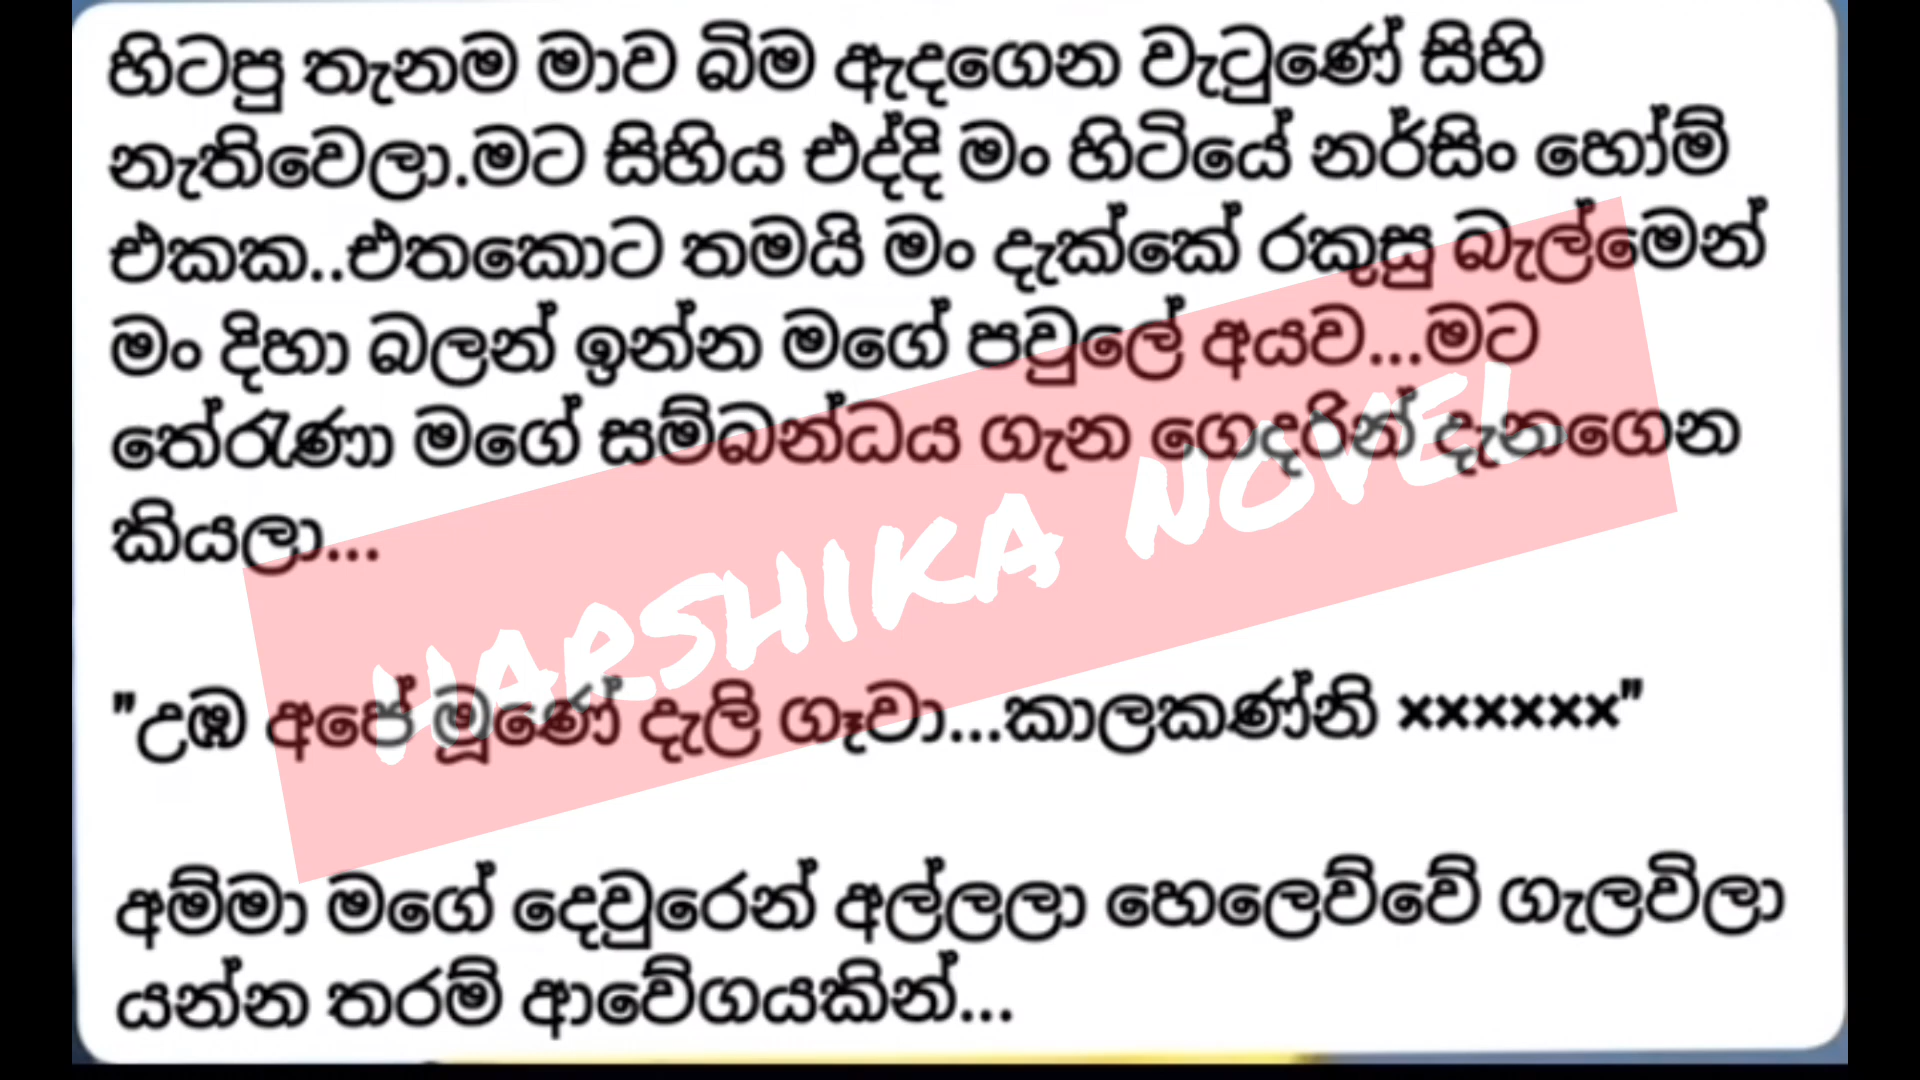 හිටපු තැනම මාව බිම ඇදගෙන වැටුණේ සිහි
නැතිවෙලා.මට සිහිය එද්දි මං හිටියේ නර්සිං හෝම්
එකක..එතකොට තමයි මං දැක්කේ රකුසු බැල්මෙන්
මං දිහා බලන් ඉන්න මගේ පවුලේ අයව...මට
තේරුණා මගේ සම්බන්ධය ගැන ගෙදරින් දැනගෙන
කියලා...
HARSHIKA NOVEL
"උඹ අපේ මූණේ දැලි ගෑවා...කාලකණ්නි ××××××"
අම්මා මගේ දෙවුරෙන් අල්ලලා හෙලෙව්වේ ගැලවිලා
යන්න තරම් ආවේගයකින්...